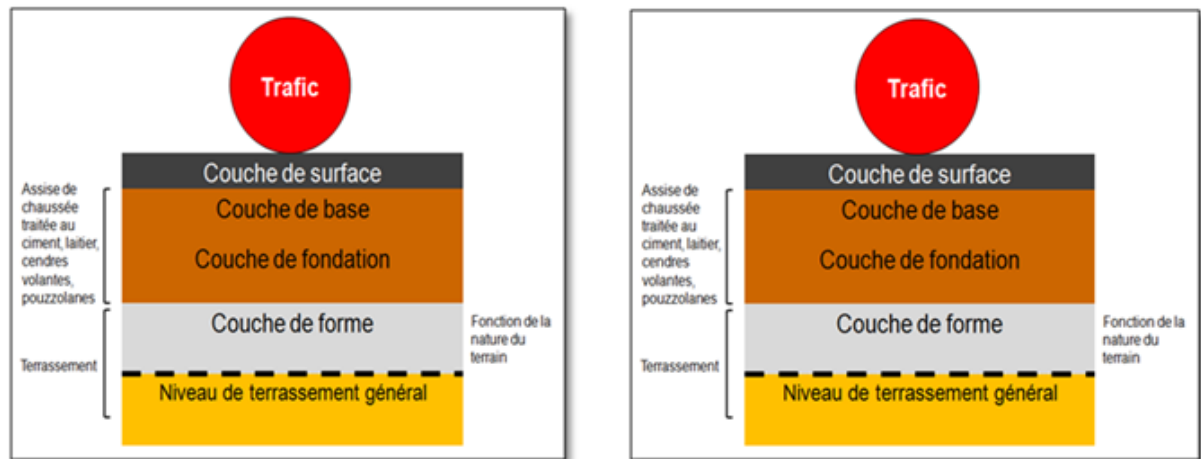 Trafic
Couche de surface
Assise de
chaussée
traitée au
ciment, laitier,
cendres
volantes,
pouzzolanes
Couche de base
Couche de fondation
Couche de forme
Fonction de la
nature du
terrain
Terrassement
Niveau de terrassement général
Trafic
Couche de surface
Assise de
chaussée
traitée au
ciment, laitier,
cendres
volantes,
pouzzolanes
Couche de base
Couche de fondation
Couche de forme
Fonction de la
nature du
terrain
Terrassement
Niveau de terrassement général